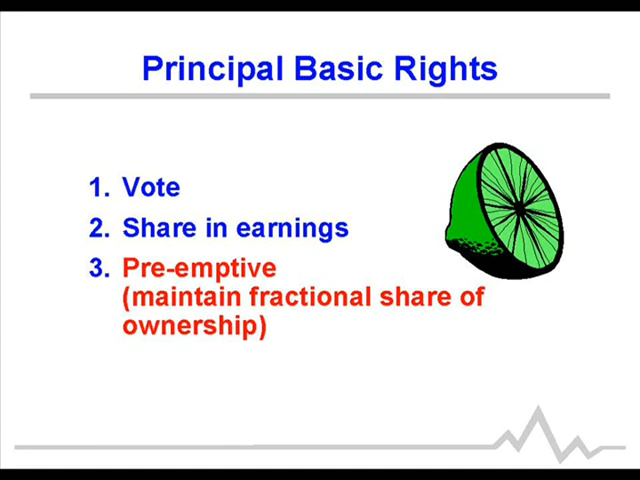 Principal Basic Rights
1. Vote
2. Share in earnings
3. Pre-emptive
(maintain fractional share of
ownership)